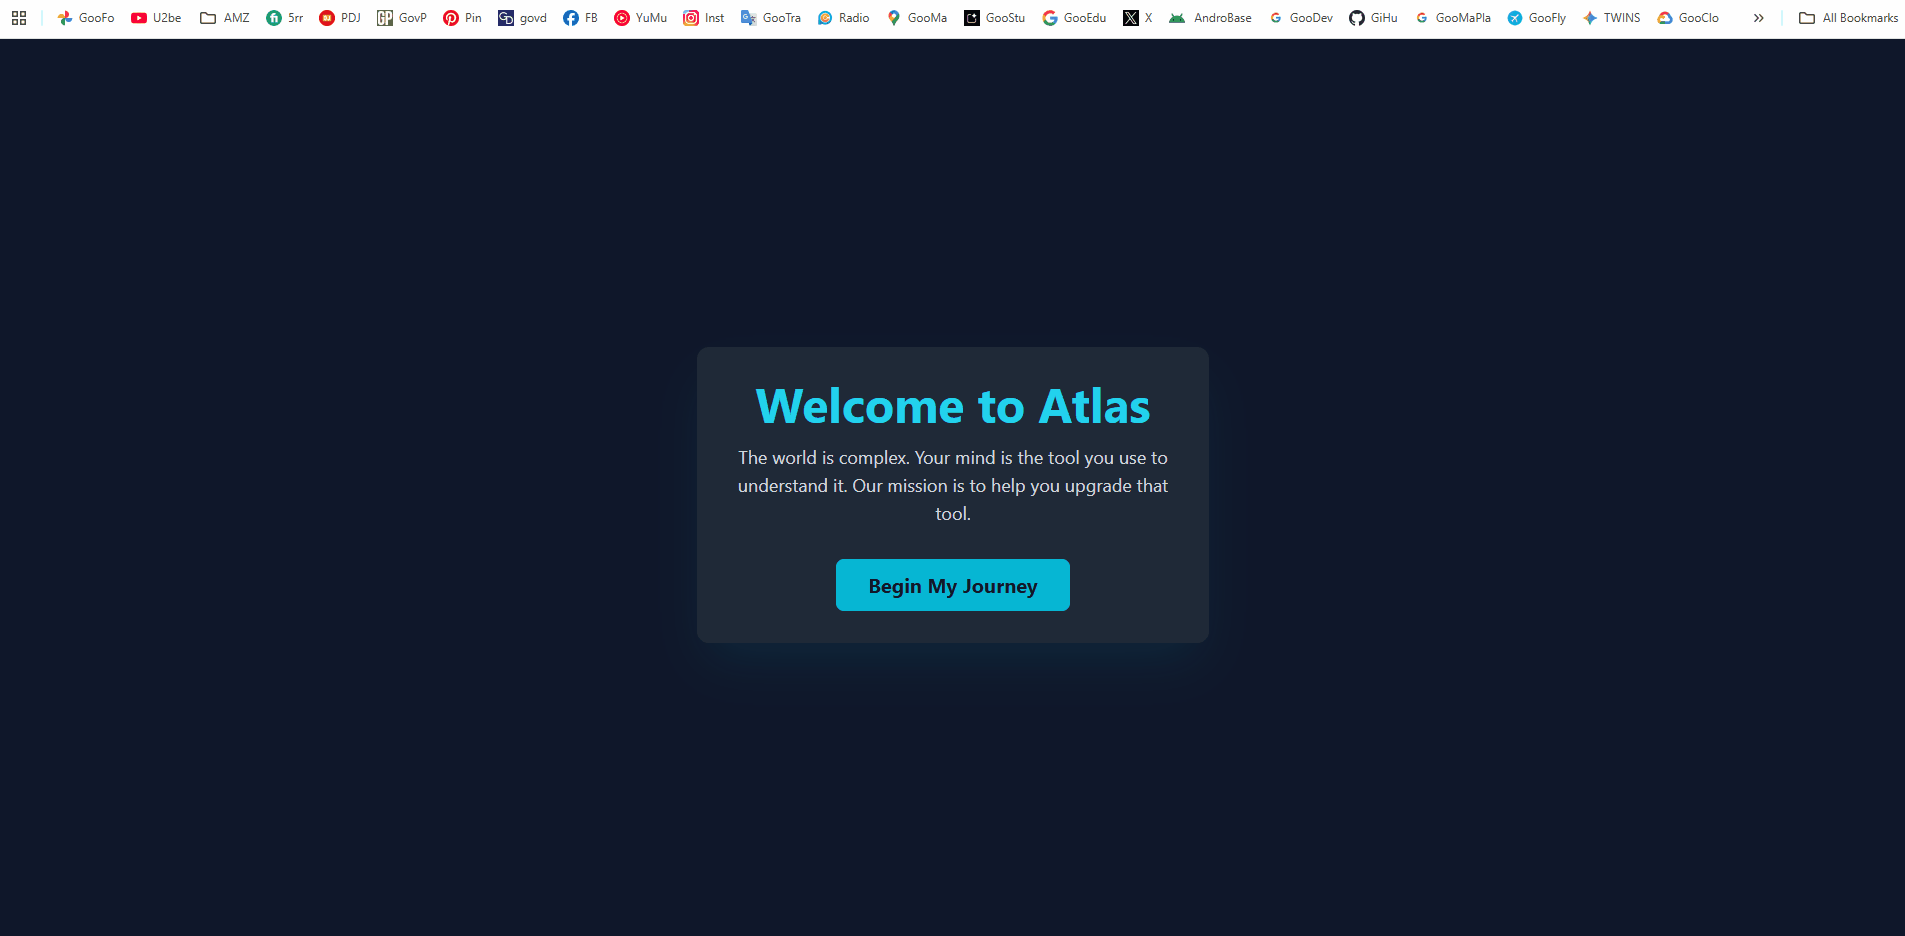 GooFo U2be AMZ 5rr PDJ GovP Pin govd FB YuMu Inst GooTra Radio GooMa GooStu GooEdu X AndroBase GooDev GiHu GooMaPla GooFly TWINS GooClo » All Bookmarks
Welcome to Atlas
The world is complex. Your mind is the tool you use to
understand it. Our mission is to help you upgrade that
tool.
Begin My Journey